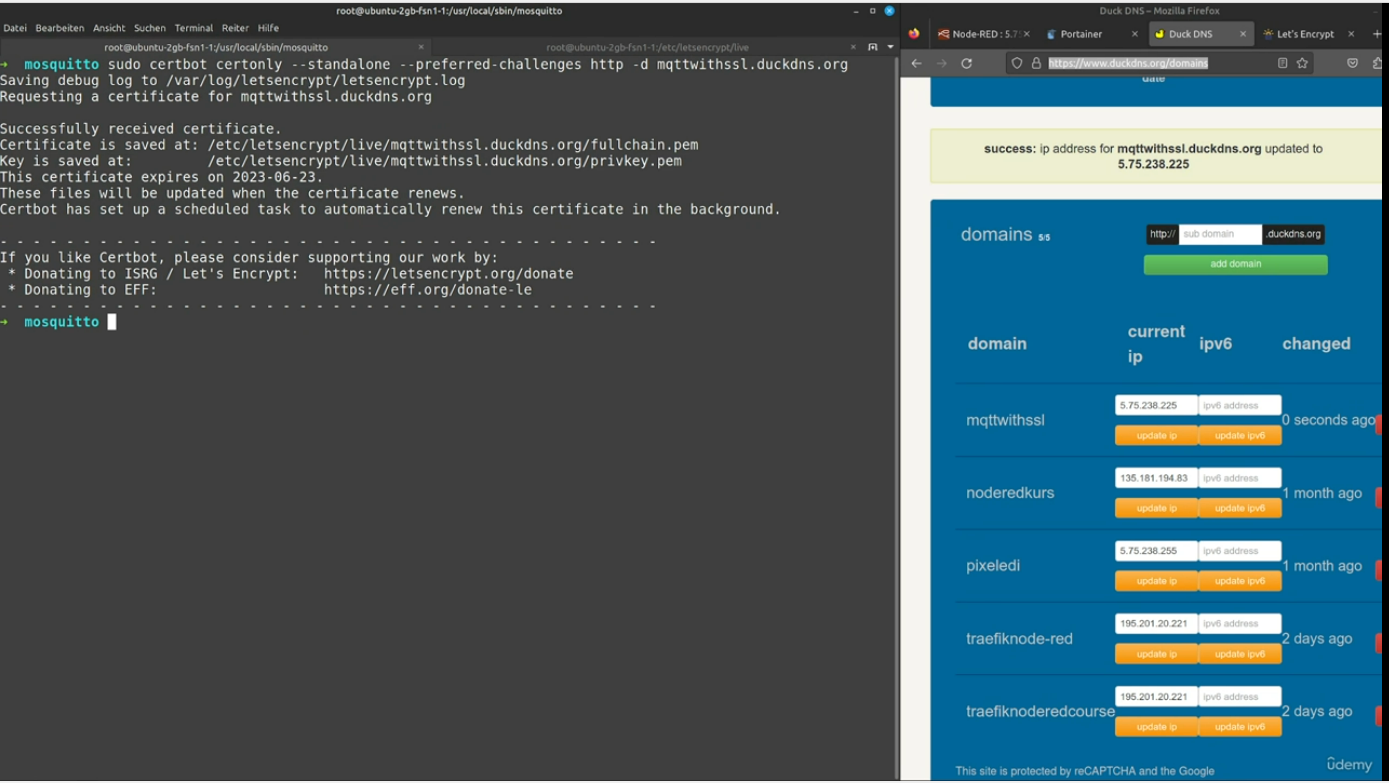 root@ubuntu-2gb-fsn1-1:/usr/local/sbin/mosquitto
Datei Bearbeiten Ansicht Suchen Terminal Reiter Hilfe
root@ubuntu-2gb-fsn1-1:/usr/local/sbin/mosquitto × root@ubuntu-2gb-fsn1-1:/etc/letsencrypt/live ×
→ mosquitto sudo certbot certonly --standalone --preferred-challenges http -d mqttwithssl.duckdns.org
Saving debug log to /var/log/letsencrypt/letsencrypt.log
Requesting a certificate for mqttwithssl.duckdns.org
Successfully received certificate.
Certificate is saved at: /etc/letsencrypt/live/mqttwithssl.duckdns.org/fullchain.pem
Key is saved at: /etc/letsencrypt/live/mqttwithssl.duckdns.org/privkey.pem
This certificate expires on 2023-06-23.
These files will be updated when the certificate renews.
Certbot has set up a scheduled task to automatically renew this certificate in the background.
- - - - - - - - - - - - - - - - - - - - - - - - - - - - - - - - - - - - - - - -
If you like Certbot, please consider supporting our work by:
* Donating to ISRG / Let's Encrypt: https://letsencrypt.org/donate
* Donating to EFF: https://eff.org/donate-le
- - - - - - - - - - - - - - - - - - - - - - - - - - - - - - - - - - - - - - - -
→ mosquitto
Duck DNS — Mozilla Firefox
Node-RED : 5.75 × Portainer × Duck DNS × Let's Encrypt × +
https://www.duckdns.org/domains
date
success: ip address for mqttwithssl.duckdns.org updated to
5.75.238.225
domains 5/5 http:// sub domain .duckdns.org
add domain
domain current ip ipv6 changed
mqttwithssl 5.75.238.225 ipv6 address 0 seconds ago
update ip update ipv6
noderedkurs 135.181.194.83 ipv6 address 1 month ago
update ip update ipv6
pixeledi 5.75.238.255 ipv6 address 1 month ago
update ip update ipv6
traefiknode-red 195.201.20.221 ipv6 address 2 days ago
update ip update ipv6
traefiknoderedcourse 195.201.20.221 ipv6 address 2 days ago
update ip update ipv6
This site is protected by reCAPTCHA and the Google
ûdemy